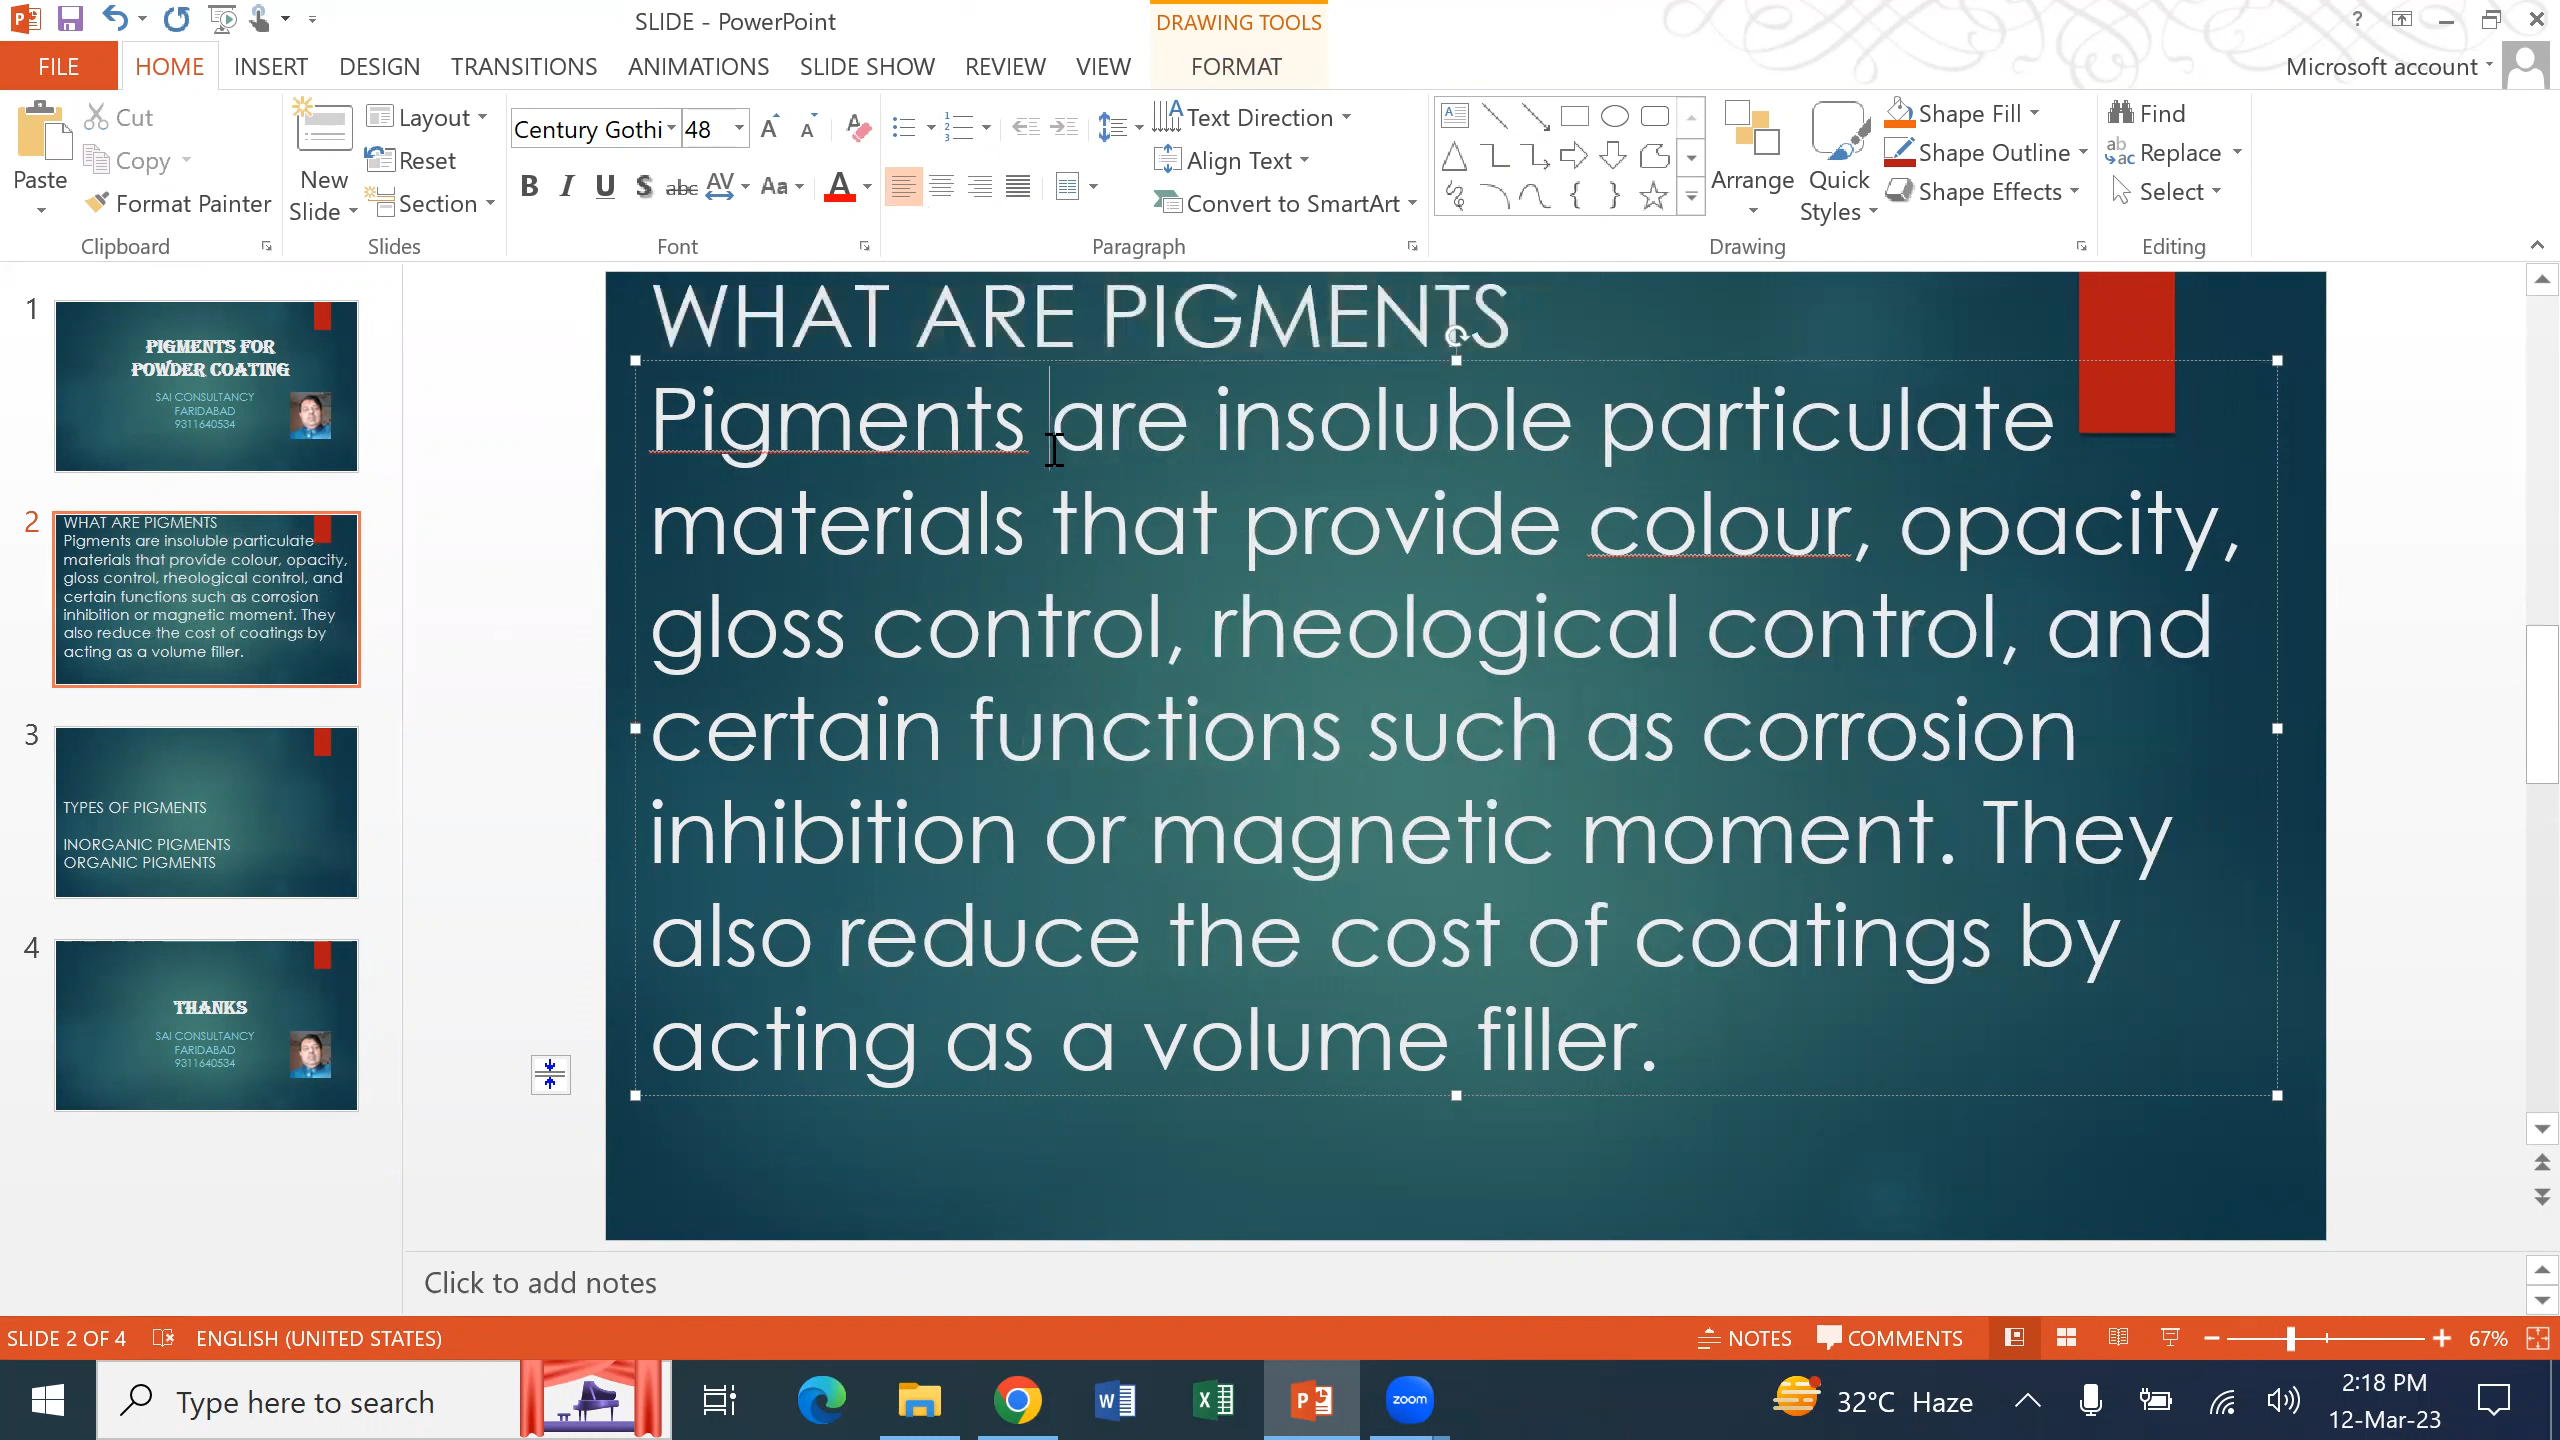 SLIDE - PowerPoint
DRAWING TOOLS
?
FILE HOME INSERT DESIGN TRANSITIONS ANIMATIONS SLIDE SHOW REVIEW VIEW FORMAT
Microsoft account
Paste
Cut
Copy
Format Painter
Clipboard
New Slide
Layout
Reset
Section
Slides
Century Gothi 48
B I U S abc AV Aa A
Font
Text Direction
Align Text
Convert to SmartArt
Paragraph
Arrange
Quick Styles
Shape Fill
Shape Outline
Shape Effects
Drawing
Find
Replace
Select
Editing
1
PIGMENTS FOR
POWDER COATING
SAI CONSULTANCY
FARIDABAD
9311640534
2
WHAT ARE PIGMENTS
Pigments are insoluble particulate
materials that provide colour, opacity,
gloss control, rheological control, and
certain functions such as corrosion
inhibition or magnetic moment. They
also reduce the cost of coatings by
acting as a volume filler.
3
TYPES OF PIGMENTS
INORGANIC PIGMENTS
ORGANIC PIGMENTS
4
THANKS
SAI CONSULTANCY
FARIDABAD
9311640534
WHAT ARE PIGMENTS
Pigments are insoluble particulate
materials that provide colour, opacity,
gloss control, rheological control, and
certain functions such as corrosion
inhibition or magnetic moment. They
also reduce the cost of coatings by
acting as a volume filler.
Click to add notes
SLIDE 2 OF 4 ENGLISH (UNITED STATES) NOTES COMMENTS 67%
Type here to search
zoom
32°C Haze
2:18 PM
12-Mar-23